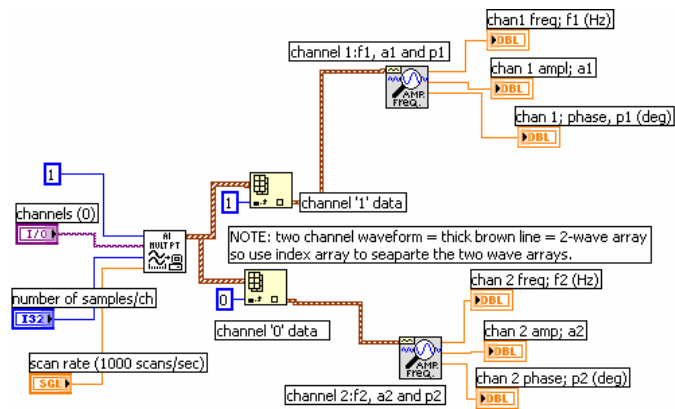 chan1 freq; f1 (Hz)
DBL
channel 1:f1, a1 and p1
chan 1 ampl; a1
DBL
AMP
Freq.
chan 1; phase, p1 (deg)
DBL
1
1
channel '1' data
channels (0)
I/O
AI
MULT PT
NOTE: two channel waveform = thick brown line = 2-wave array
so use index array to seaparte the two wave arrays.
number of samples/ch
I32
0
channel '0' data
chan 2 freq; f2 (Hz)
DBL
chan 2 amp; a2
DBL
AMP
Freq.
scan rate (1000 scans/sec)
SGL
chan 2 phase; p2 (deg)
DBL
channel 2:f2, a2 and p2